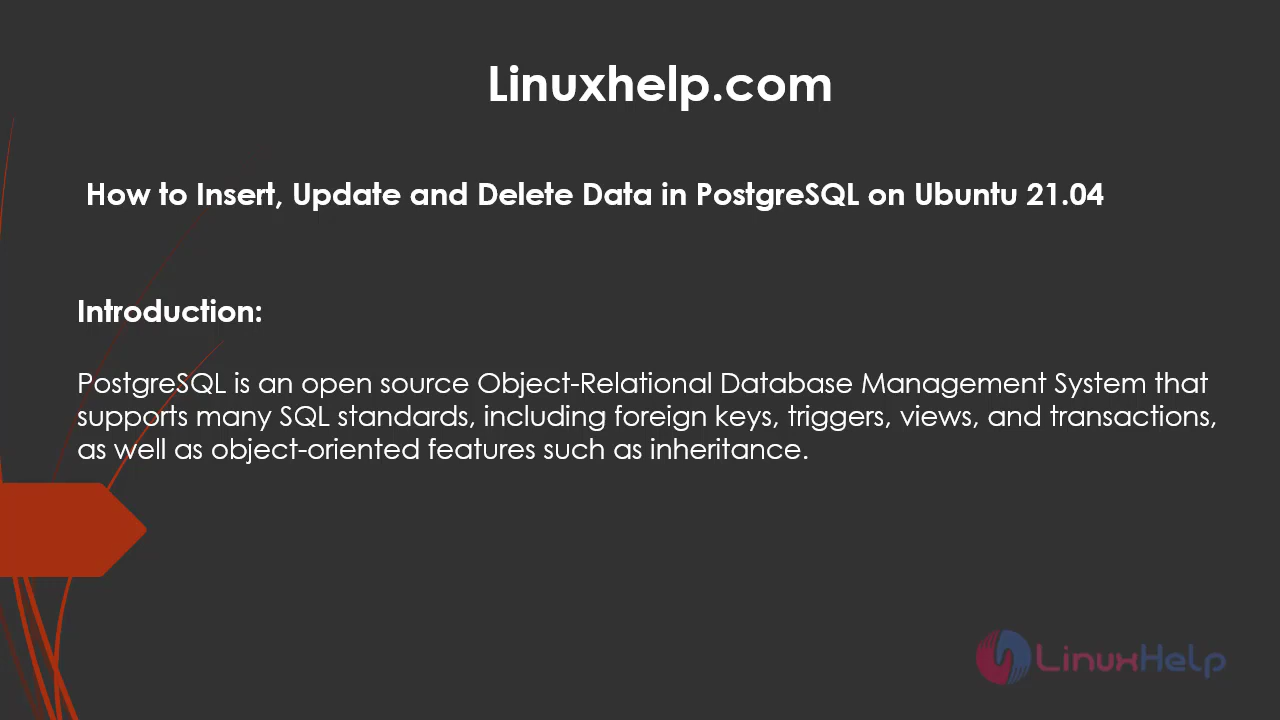 Linuxhelp.com
How to Insert, Update and Delete Data in PostgreSQL on Ubuntu 21.04
Introduction:
PostgreSQL is an open source Object-Relational Database Management System that
supports many SQL standards, including foreign keys, triggers, views, and transactions,
as well as object-oriented features such as inheritance.
LinuxHelp